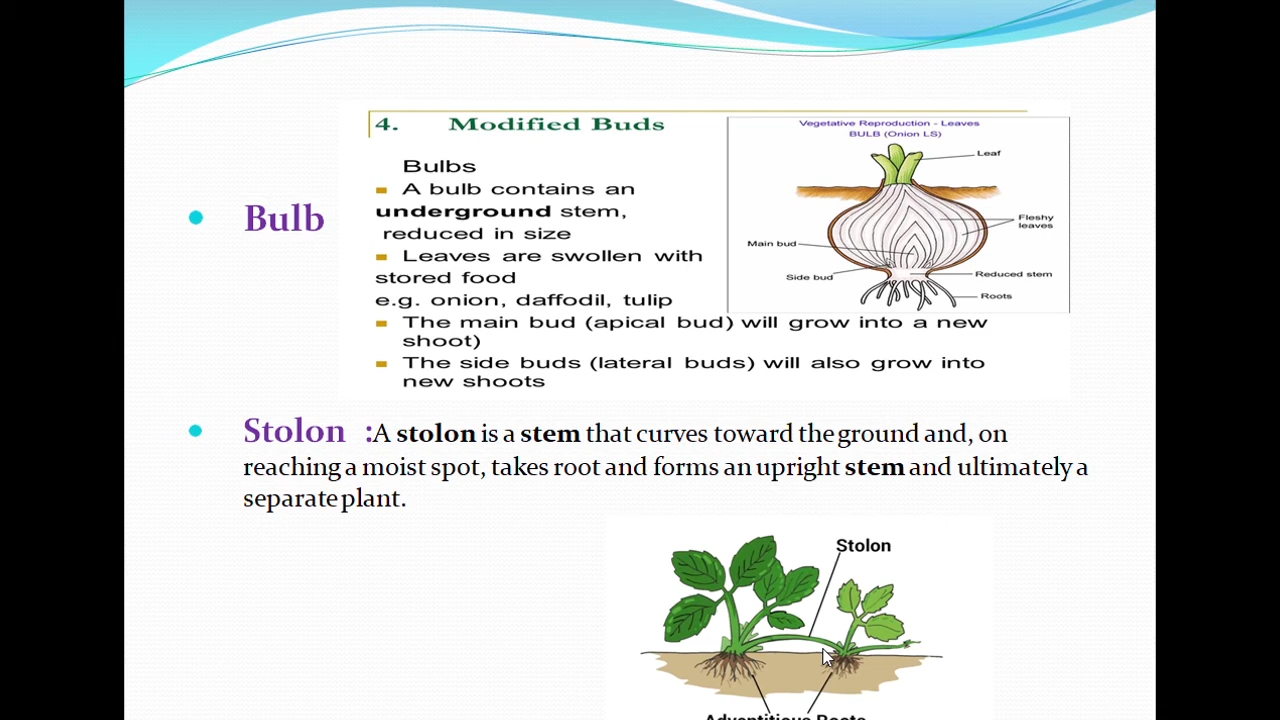 4. Modified Buds
Bulbs
A bulb contains an
underground stem,
reduced in size
Leaves are swollen with
stored food
e.g. onion, daffodil, tulip
The main bud (apical bud) will grow into a new
shoot)
The side buds (lateral buds) will also grow into
new shoots
Vegetative Reproduction - Leaves
BULB (Onion LS)
Leaf
Fleshy
leaves
Main bud
Side bud
Reduced stem
Roots
Bulb
Stolon :A stolon is a stem that curves toward the ground and, on
reaching a moist spot, takes root and forms an upright stem and ultimately a
separate plant.
Stolon
Adventitious Roots